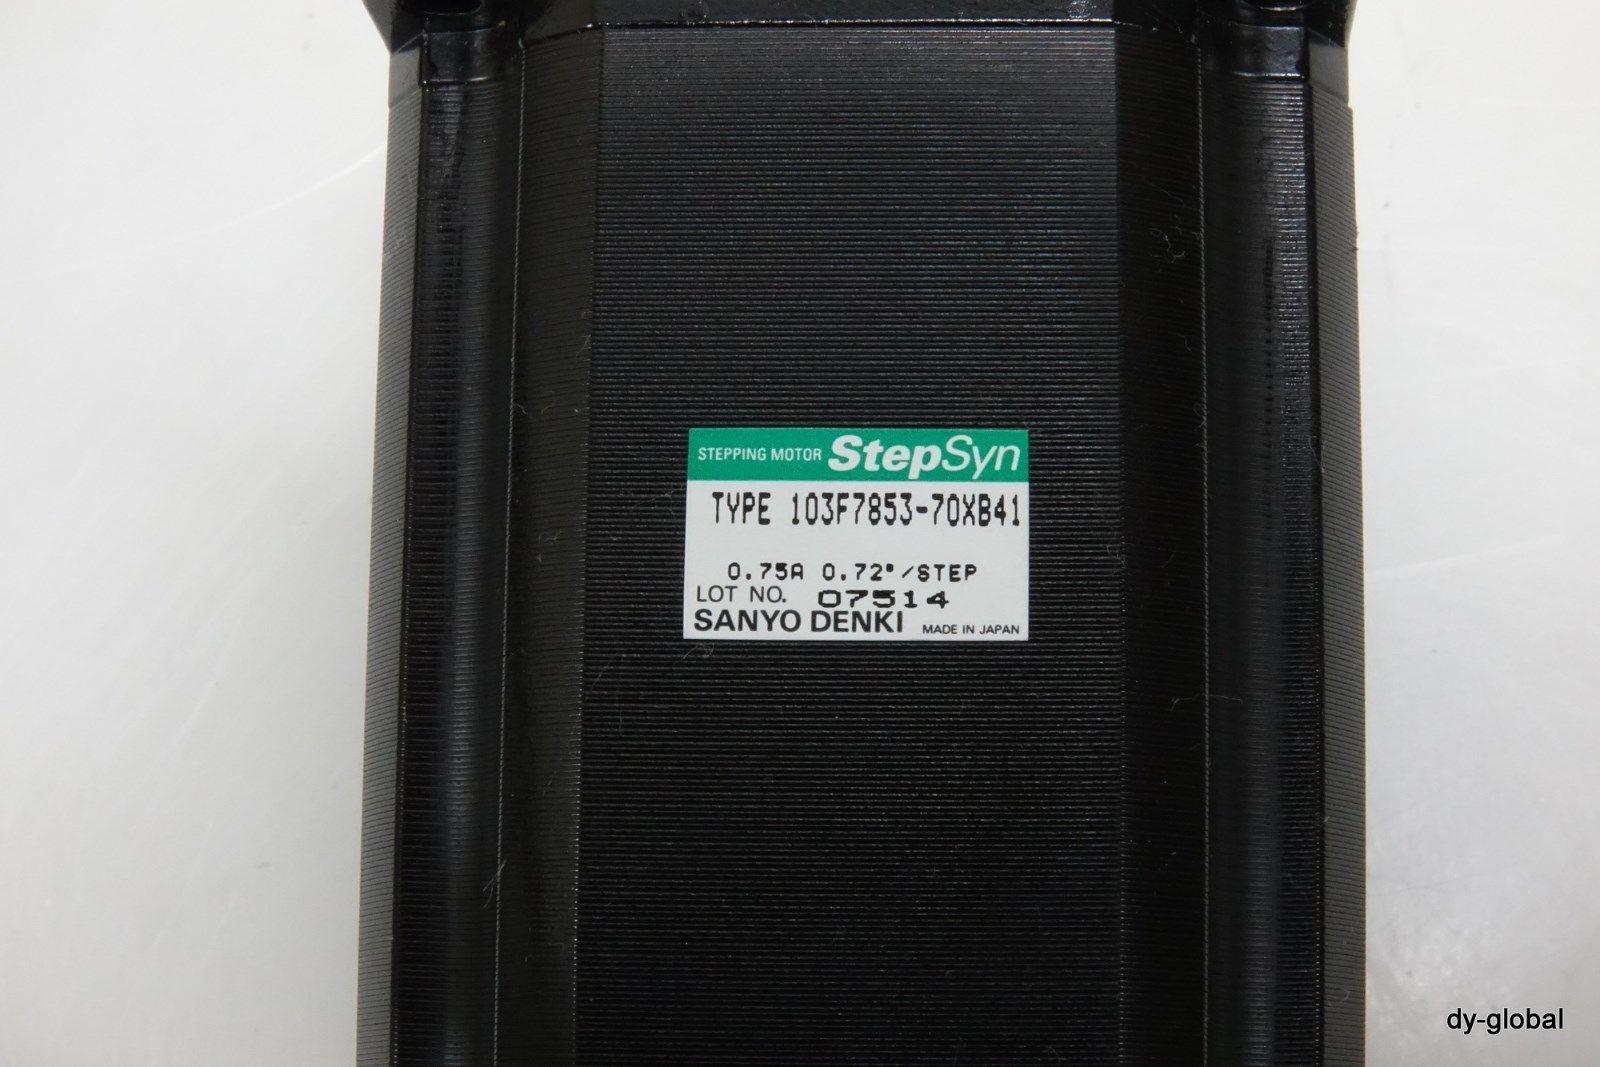 STEPPING MOTOR StepSyn
TYPE 103F7853-70XB41
0.75A 0.72°/STEP
LOT NO. 07514
SANYO DENKI MADE IN JAPAN
dy-global